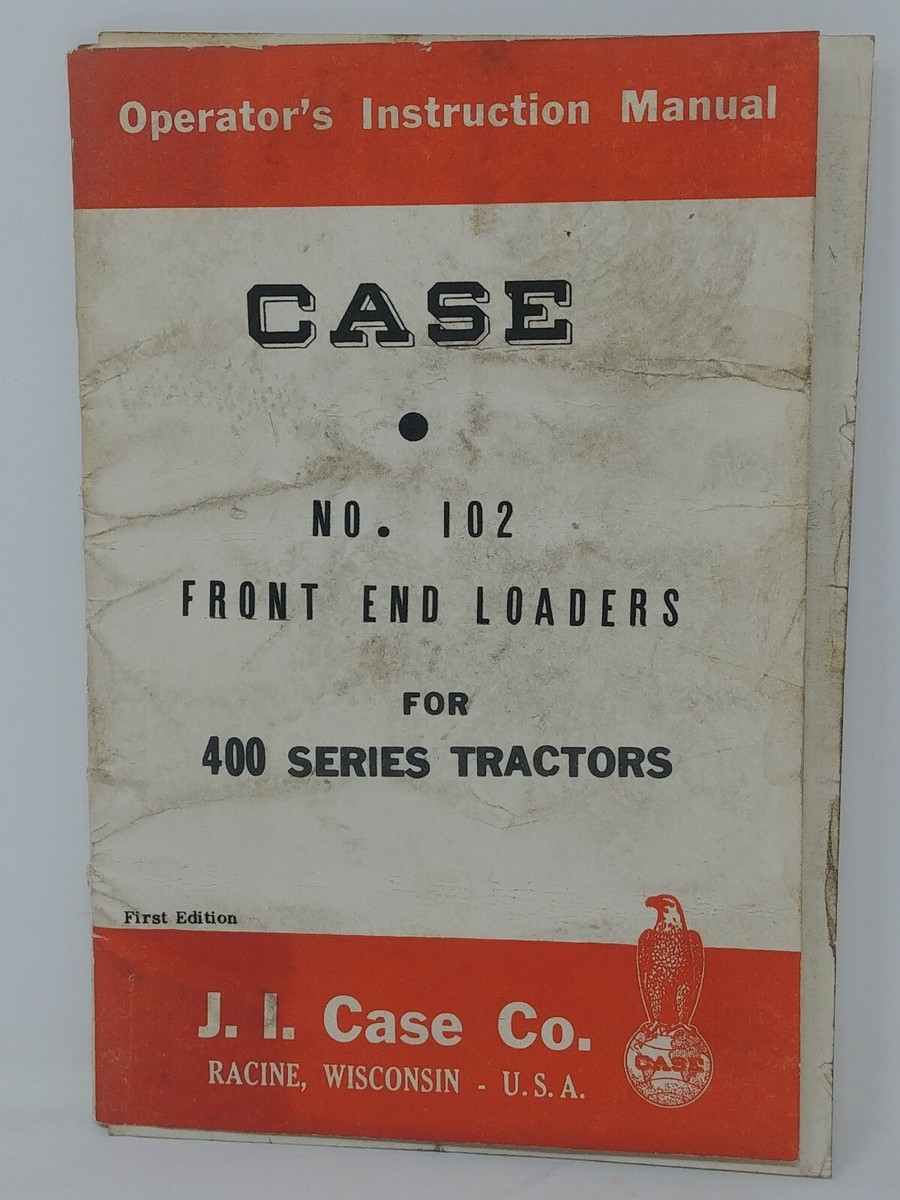 Operator's Instruction Manual
CASE
NO. 102
FRONT END LOADERS
FOR
400 SERIES TRACTORS
First Edition
J. I. Case Co.
RACINE, WISCONSIN - U.S.A.
CASE